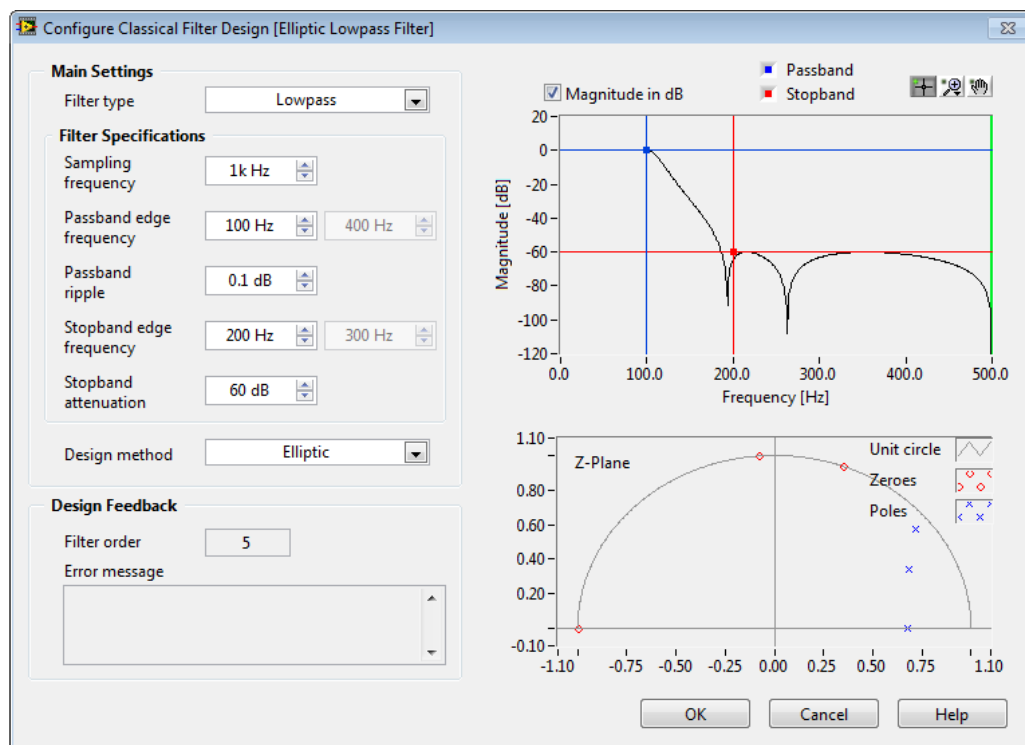 Configure Classical Filter Design [Elliptic Lowpass Filter]
Main Settings
Filter type Lowpass
Filter Specifications
Sampling frequency 1k Hz
Passband edge frequency 100 Hz 400 Hz
Passband ripple 0.1 dB
Stopband edge frequency 200 Hz 300 Hz
Stopband attenuation 60 dB
Design method Elliptic
Design Feedback
Filter order 5
Error message
Passband
Magnitude in dB Stopband
Magnitude [dB]
20
0
-20
-40
-60
-80
-100
-120
0.0 100.0 200.0 300.0 400.0 500.0
Frequency [Hz]
Z-Plane
Unit circle
Zeroes
Poles
1.10
0.80
0.60
0.40
0.20
-0.10
-1.10 -0.75 -0.50 -0.25 0.00 0.25 0.50 0.75 1.10
OK Cancel Help